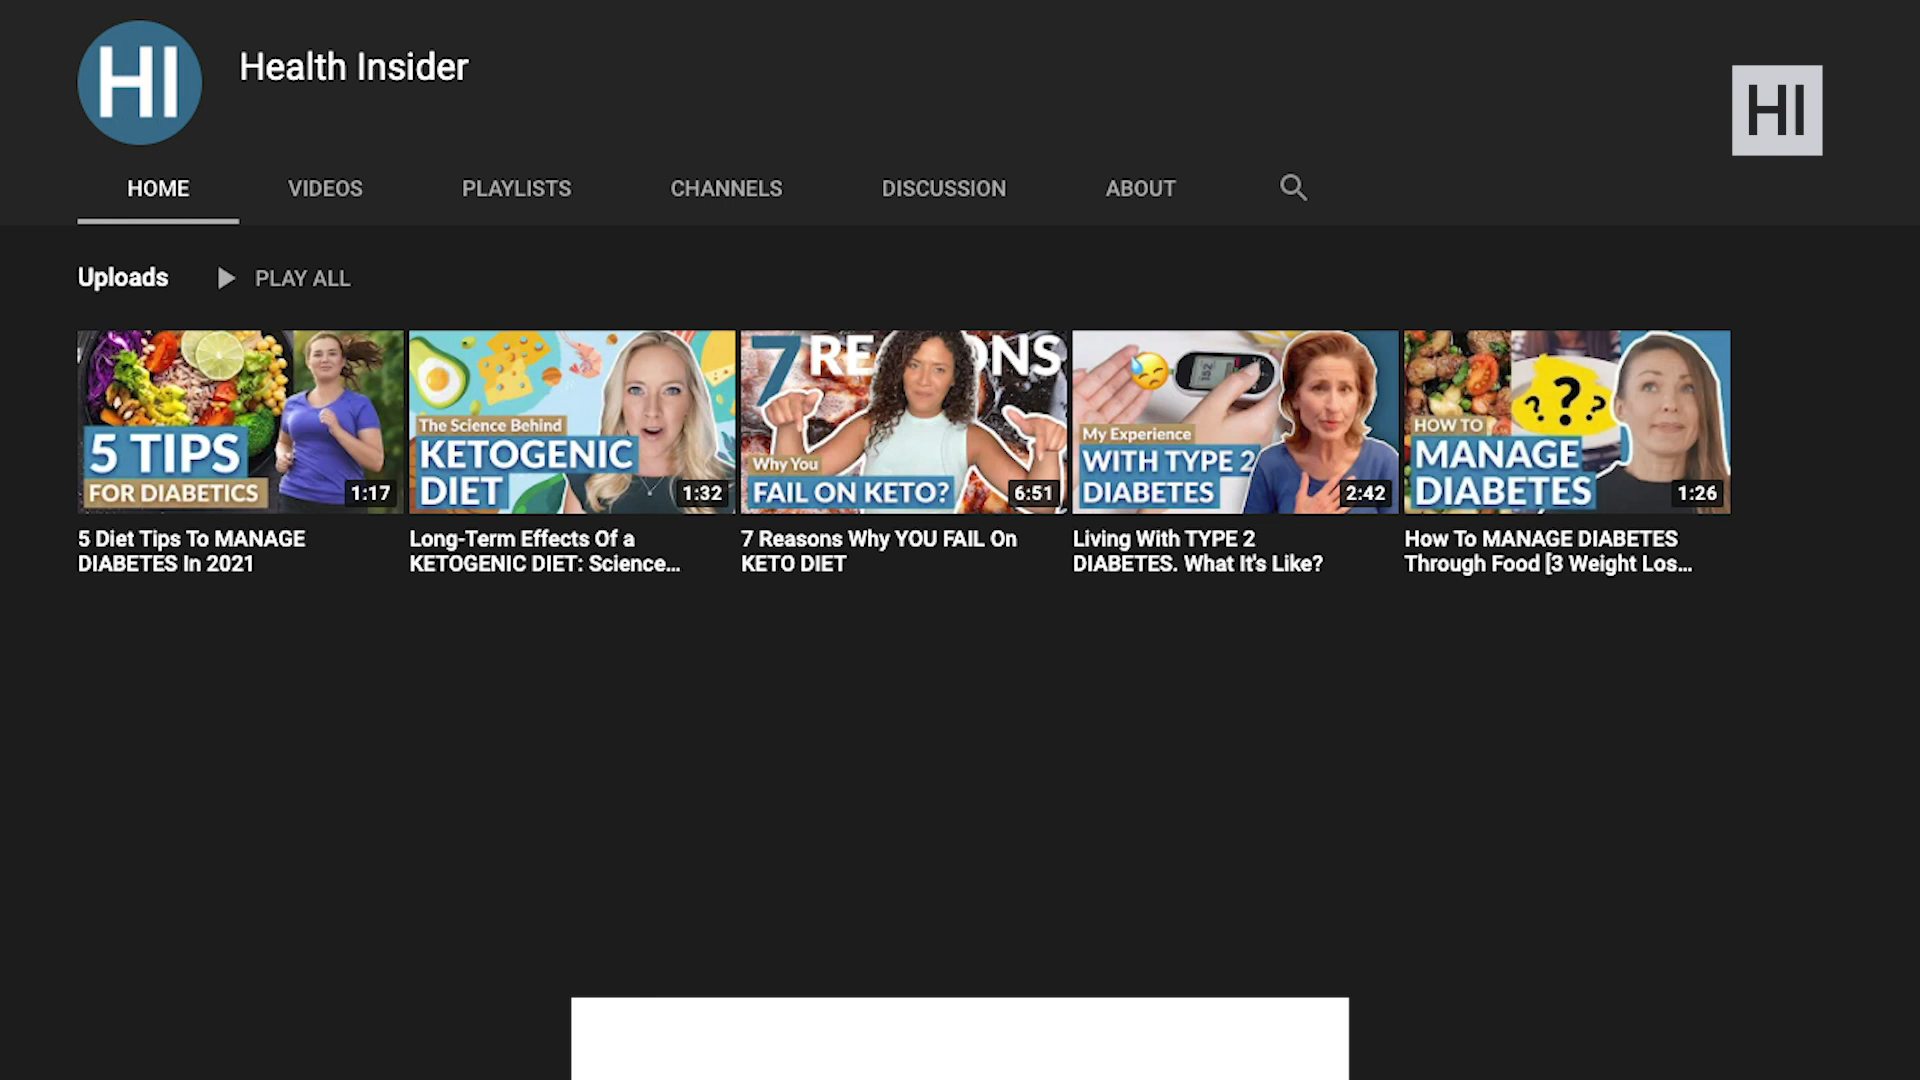 HI
Health Insider
HI
HOME VIDEOS PLAYLISTS CHANNELS DISCUSSION ABOUT
Uploads PLAY ALL
5 TIPS
FOR DIABETICS
1:17
The Science Behind
KETOGENIC
DIET
1:32
7 RE ONS
Why You
FAIL ON KETO?
6:51
152
My Experience
WITH TYPE 2
DIABETES
2:42
???
HOW TO
MANAGE
DIABETES
1:26
5 Diet Tips To MANAGE
DIABETES In 2021
Long-Term Effects Of a
KETOGENIC DIET: Science...
7 Reasons Why YOU FAIL On
KETO DIET
Living With TYPE 2
DIABETES. What It's Like?
How To MANAGE DIABETES
Through Food [3 Weight Los...